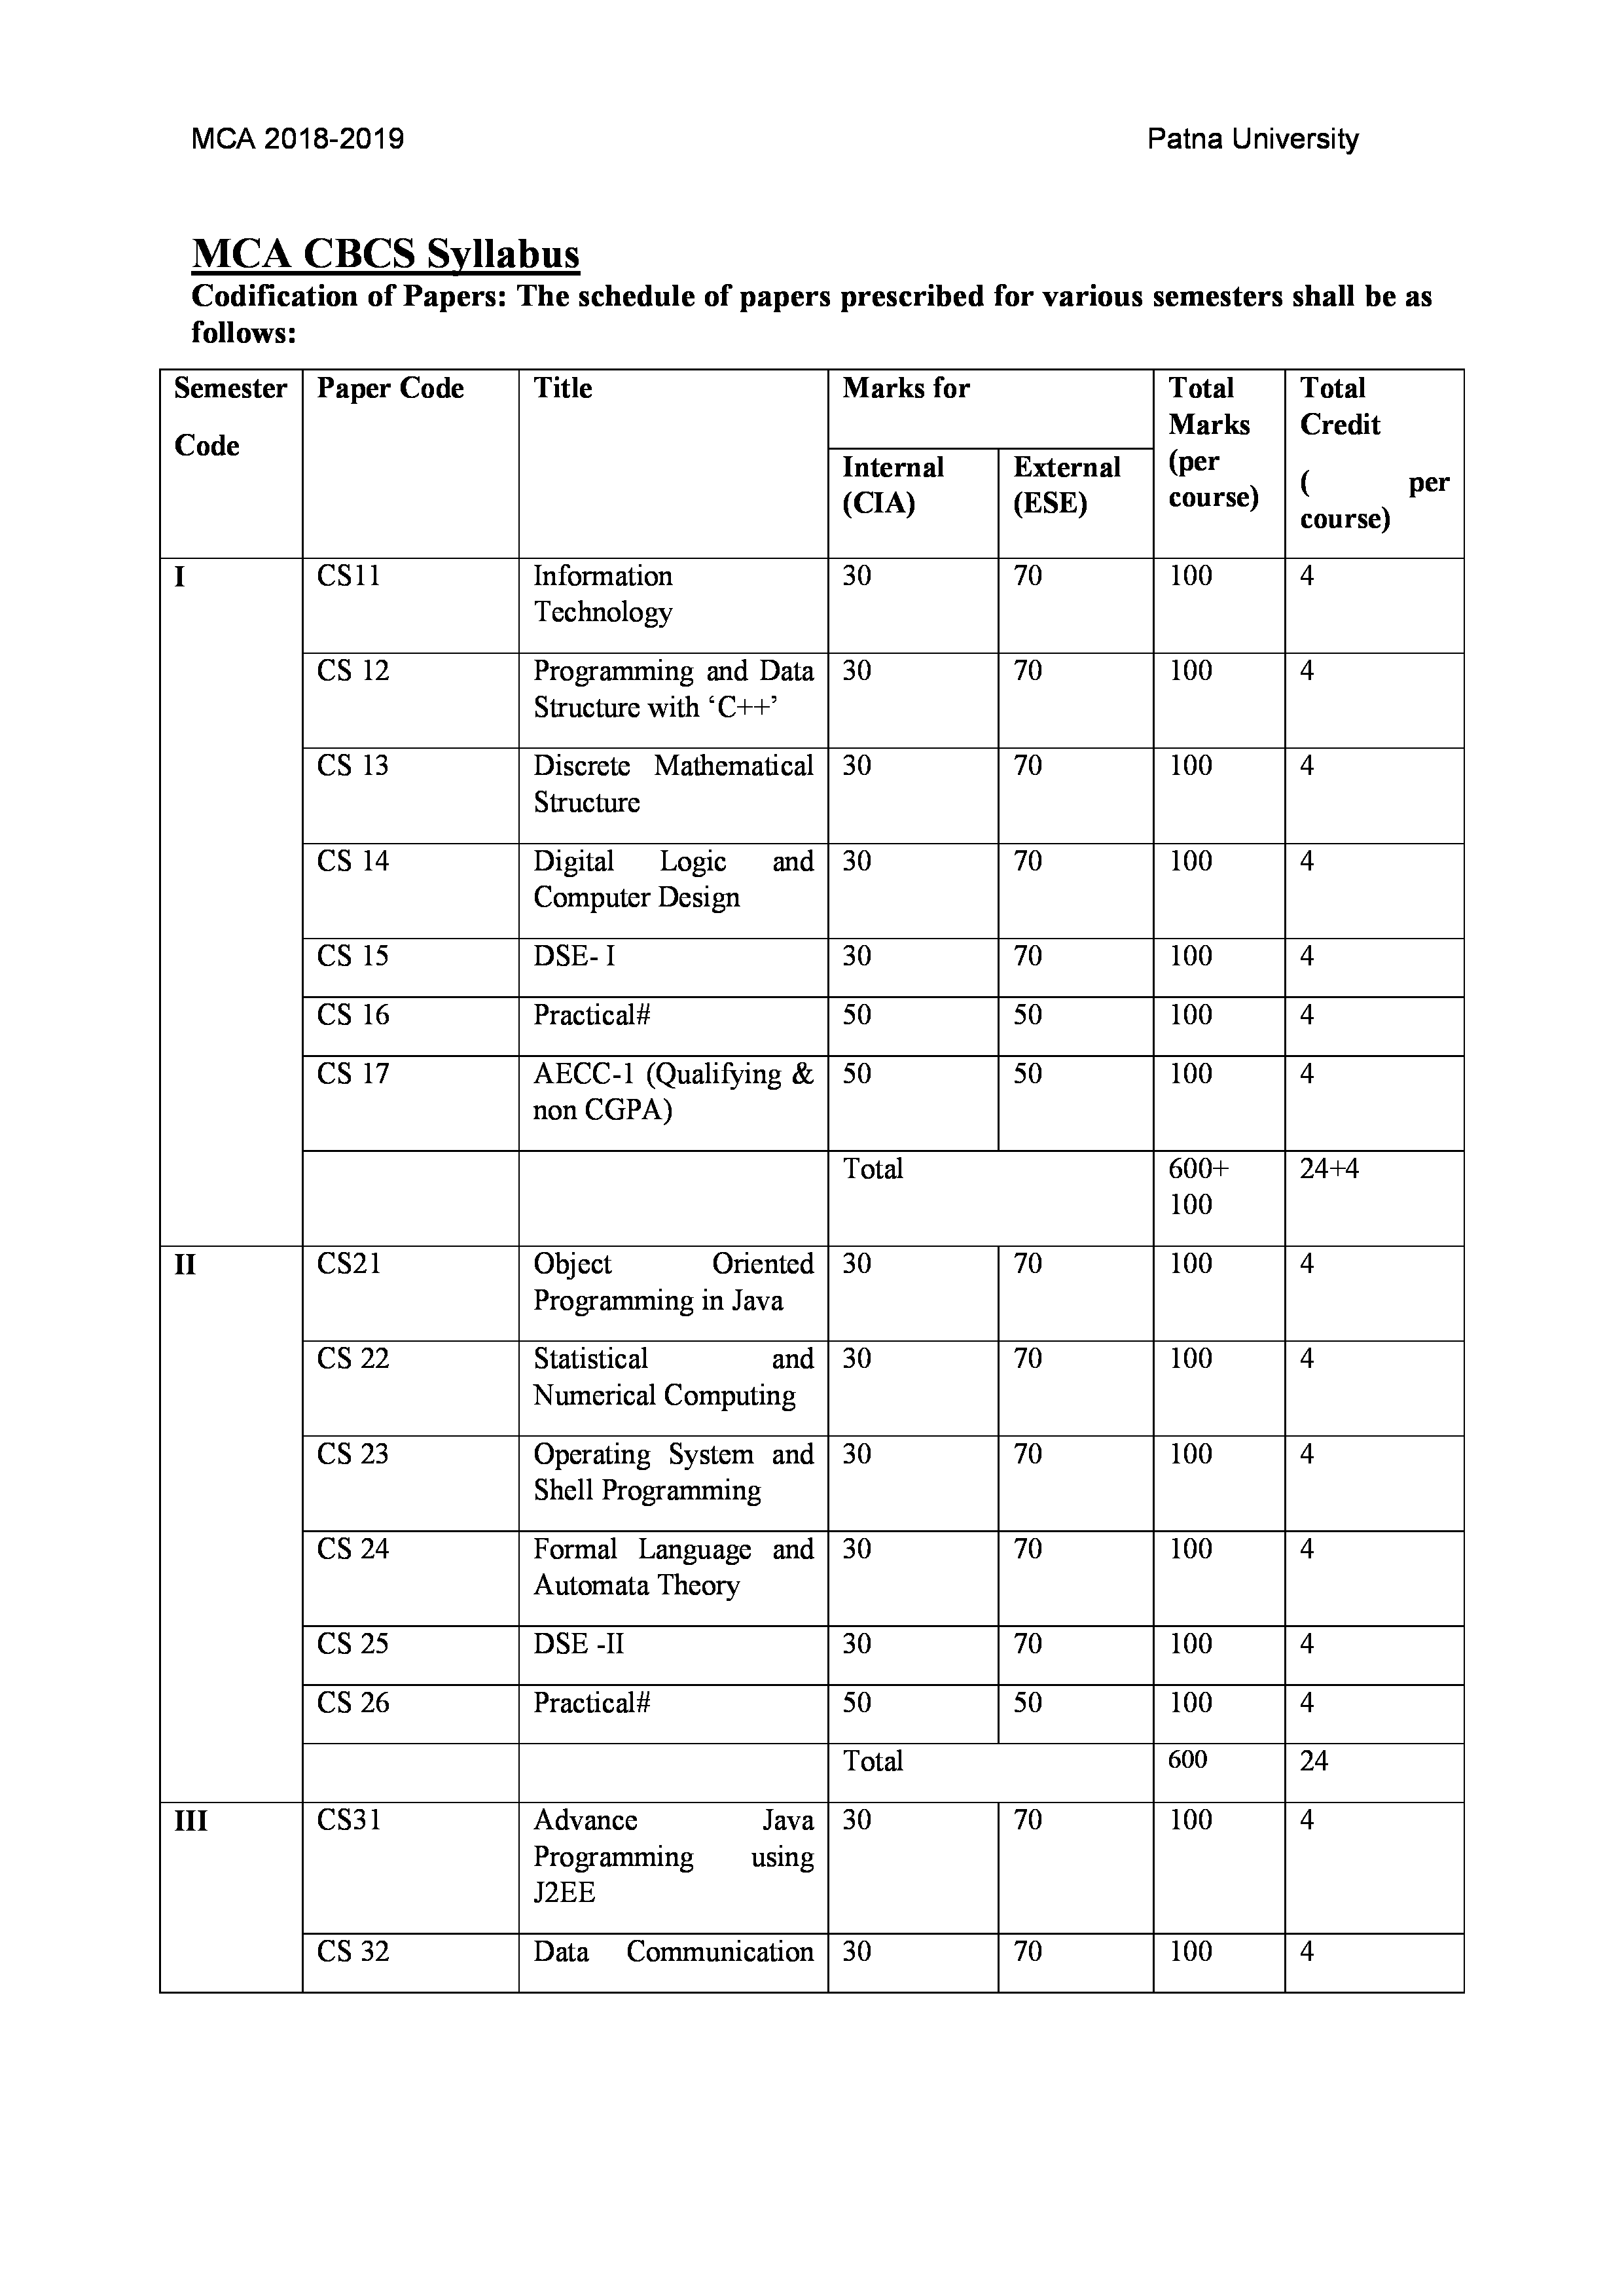 MCA 2018-2019 Patna University
MCA CBCS Syllabus
Codification of Papers: The schedule of papers prescribed for various semesters shall be as
follows:
Semester Code Paper Code Title Marks for Total Marks (per course) Total Credit ( per course)
Internal (CIA) External (ESE)
I CS11 Information Technology 30 70 100 4
CS 12 Programming and Data Structure with ‘C++’ 30 70 100 4
CS 13 Discrete Mathematical Structure 30 70 100 4
CS 14 Digital Logic and Computer Design 30 70 100 4
CS 15 DSE- I 30 70 100 4
CS 16 Practical# 50 50 100 4
CS 17 AECC-1 (Qualifying & non CGPA) 50 50 100 4
Total 600+ 100 24+4
II CS21 Object Oriented Programming in Java 30 70 100 4
CS 22 Statistical and Numerical Computing 30 70 100 4
CS 23 Operating System and Shell Programming 30 70 100 4
CS 24 Formal Language and Automata Theory 30 70 100 4
CS 25 DSE -II 30 70 100 4
CS 26 Practical# 50 50 100 4
Total 600 24
III CS31 Advance Java Programming using J2EE 30 70 100 4
CS 32 Data Communication 30 70 100 4